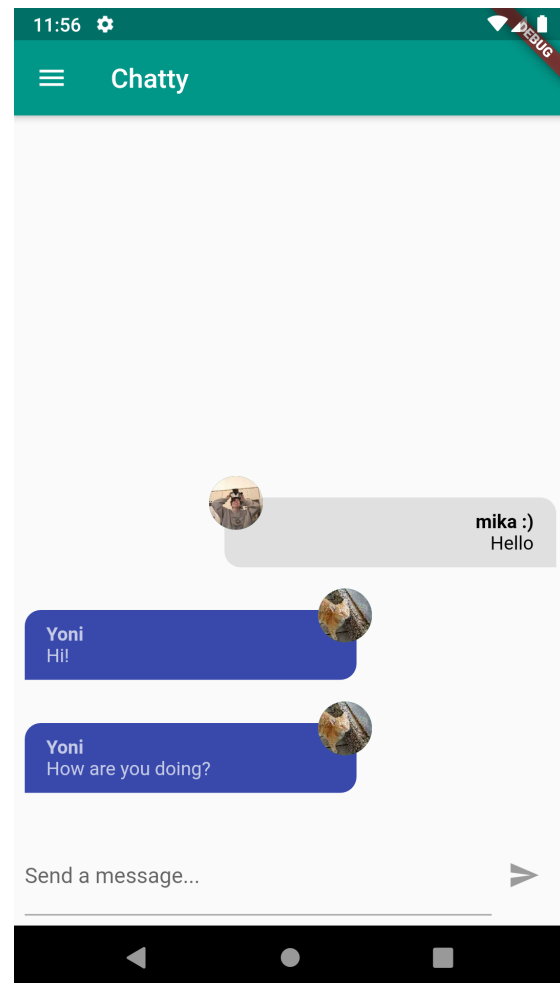 11:56
DEBUG
Chatty
mika :)
Hello
Yoni
Hi!
Yoni
How are you doing?
Send a message...